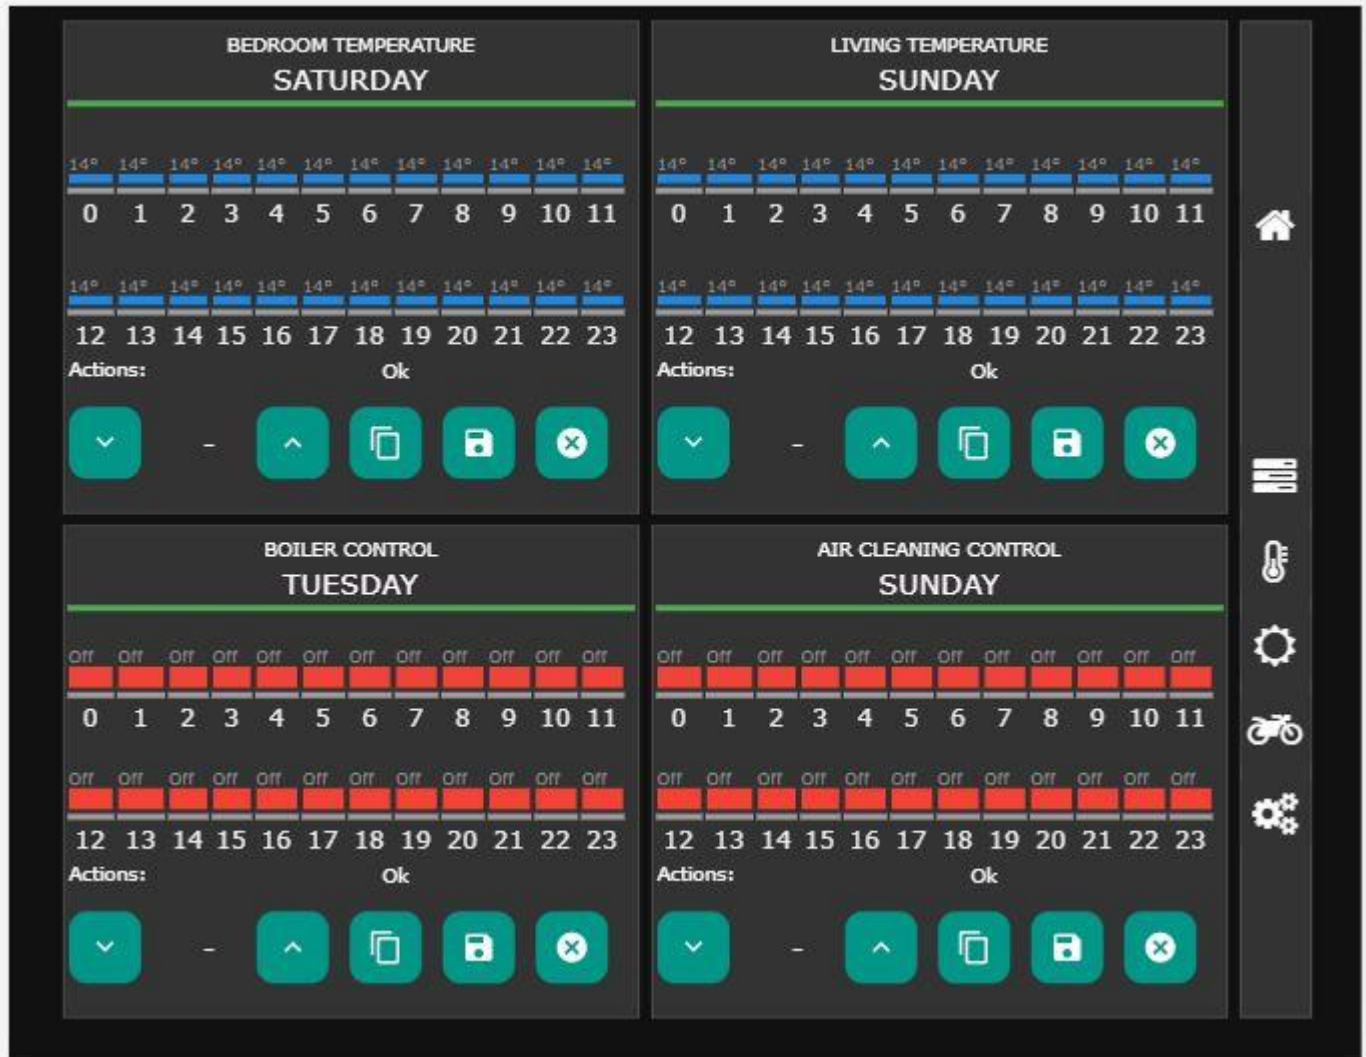 BEDROOM TEMPERATURE
SATURDAY
14° 14° 14° 14° 14° 14° 14° 14° 14° 14° 14° 14°
0 1 2 3 4 5 6 7 8 9 10 11
14° 14° 14° 14° 14° 14° 14° 14° 14° 14° 14° 14°
12 13 14 15 16 17 18 19 20 21 22 23
Actions: Ok
-
LIVING TEMPERATURE
SUNDAY
14° 14° 14° 14° 14° 14° 14° 14° 14° 14° 14° 14°
0 1 2 3 4 5 6 7 8 9 10 11
14° 14° 14° 14° 14° 14° 14° 14° 14° 14° 14° 14°
12 13 14 15 16 17 18 19 20 21 22 23
Actions: Ok
-
BOILER CONTROL
TUESDAY
Off Off Off Off Off Off Off Off Off Off Off Off
0 1 2 3 4 5 6 7 8 9 10 11
Off Off Off Off Off Off Off Off Off Off Off Off
12 13 14 15 16 17 18 19 20 21 22 23
Actions: Ok
-
AIR CLEANING CONTROL
SUNDAY
Off Off Off Off Off Off Off Off Off Off Off Off
0 1 2 3 4 5 6 7 8 9 10 11
Off Off Off Off Off Off Off Off Off Off Off Off
12 13 14 15 16 17 18 19 20 21 22 23
Actions: Ok
-